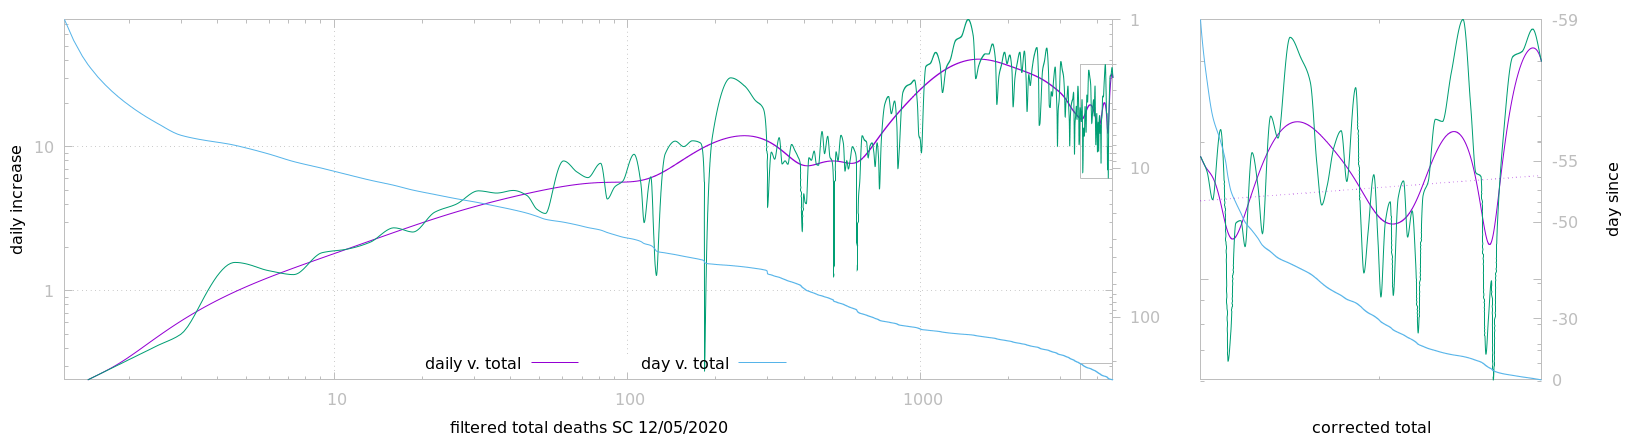 daily increase
10
1
daily v. total
day v. total
10
100
1000
filtered total deaths SC 12/05/2020
1
10
100
-59
-55
-50
-30
0
day since
corrected total